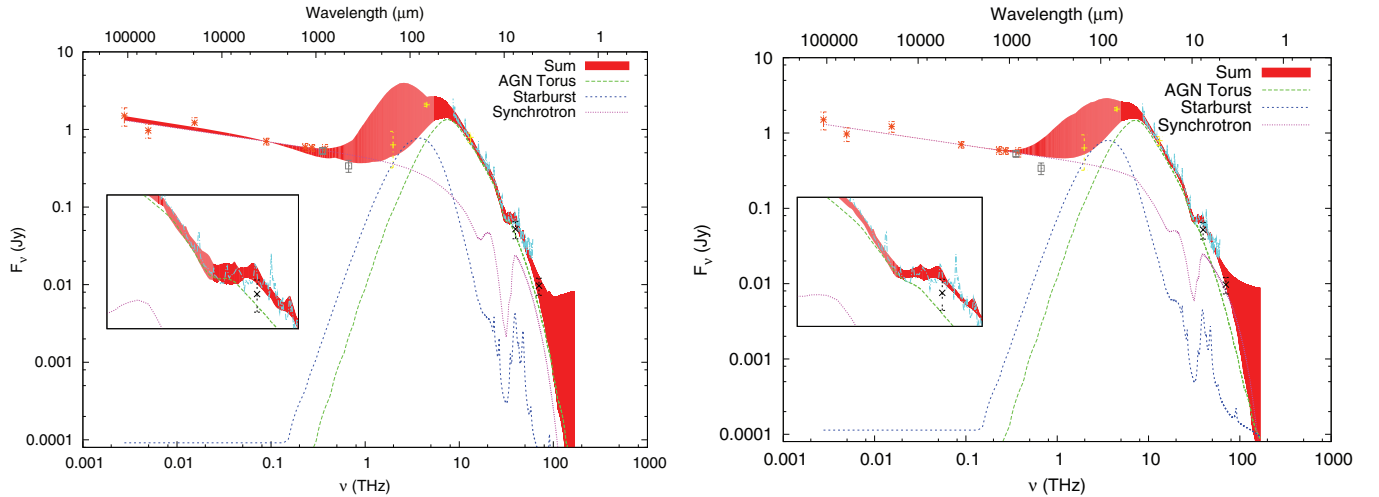 Wavelength (μm)
100000 10000 1000 100 10 1
10
1
0.1
0.01
0.001
0.0001
F_ν (Jy)
Sum
AGN Torus
Starburst
Synchrotron
0.001 0.01 0.1 1 10 100 1000
ν (THz)
Wavelength (μm)
100000 10000 1000 100 10 1
10
1
0.1
0.01
0.001
0.0001
F_ν (Jy)
Sum
AGN Torus
Starburst
Synchrotron
0.001 0.01 0.1 1 10 100 1000
ν (THz)